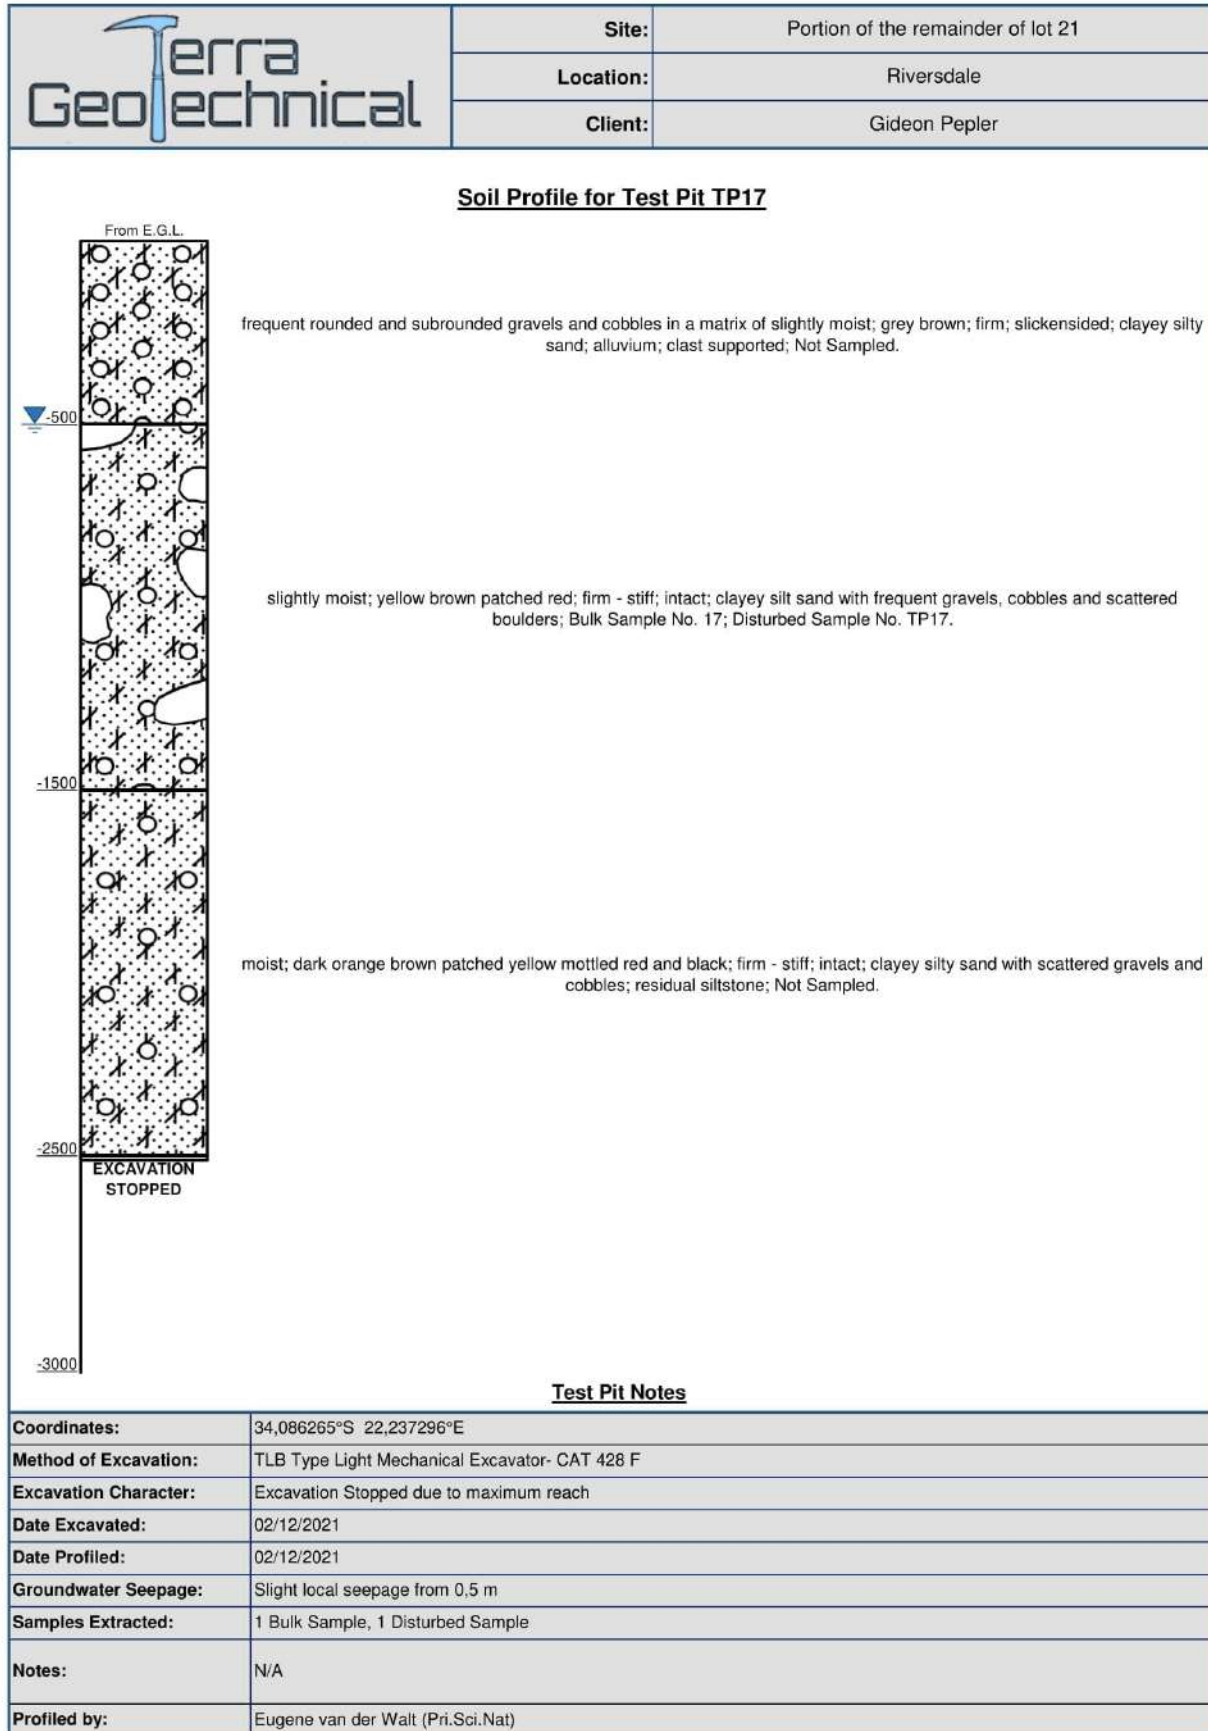 Terra
GeoTechnical
Site: Portion of the remainder of lot 21
Location: Riversdale
Client: Gideon Pepler
Soil Profile for Test Pit TP17
From E.G.L.
frequent rounded and subrounded gravels and cobbles in a matrix of slightly moist; grey brown; firm; slickensided; clayey silty
sand; alluvium; clast supported; Not Sampled.
-500
slightly moist; yellow brown patched red; firm - stiff; intact; clayey silt sand with frequent gravels, cobbles and scattered
boulders; Bulk Sample No. 17; Disturbed Sample No. TP17.
-1500
moist; dark orange brown patched yellow mottled red and black; firm - stiff; intact; clayey silty sand with scattered gravels and
cobbles; residual siltstone; Not Sampled.
-2500
EXCAVATION
STOPPED
-3000
Test Pit Notes
Coordinates: 34,086265°S 22,237296°E
Method of Excavation: TLB Type Light Mechanical Excavator- CAT 428 F
Excavation Character: Excavation Stopped due to maximum reach
Date Excavated: 02/12/2021
Date Profiled: 02/12/2021
Groundwater Seepage: Slight local seepage from 0,5 m
Samples Extracted: 1 Bulk Sample, 1 Disturbed Sample
Notes: N/A
Profiled by: Eugene van der Walt (Pri.Sci.Nat)